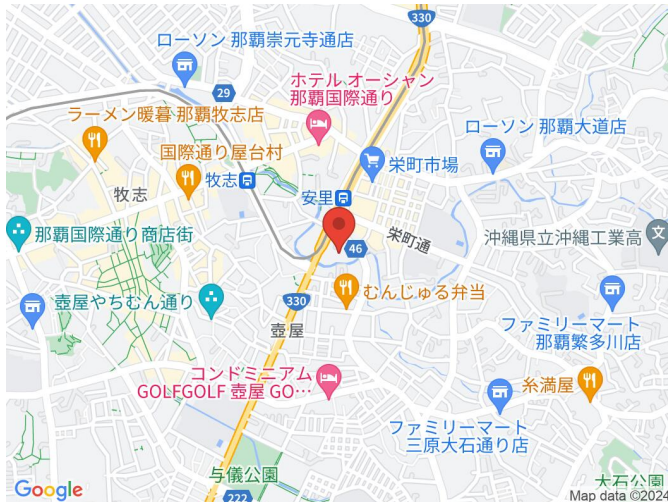 330
ローソン 那覇崇元寺通店
29
ホテル オーシャン
那覇国際通り
ラーメン暖暮 那覇牧志店
ローソン 那覇大道店
国際通り屋台村
栄町市場
牧志
牧志
安里
那覇国際通り商店街
栄町通
沖縄県立沖縄工業高
46
むんじゅる弁当
壺屋やちむん通り
330
壺屋
ファミリーマート
那覇繁多川店
コンドミニアム
GOLFGOLF 壺屋 GO…
糸満屋
ファミリーマート
三原大石通り店
与儀公園
大石公園
Google
222
Map data ©2024